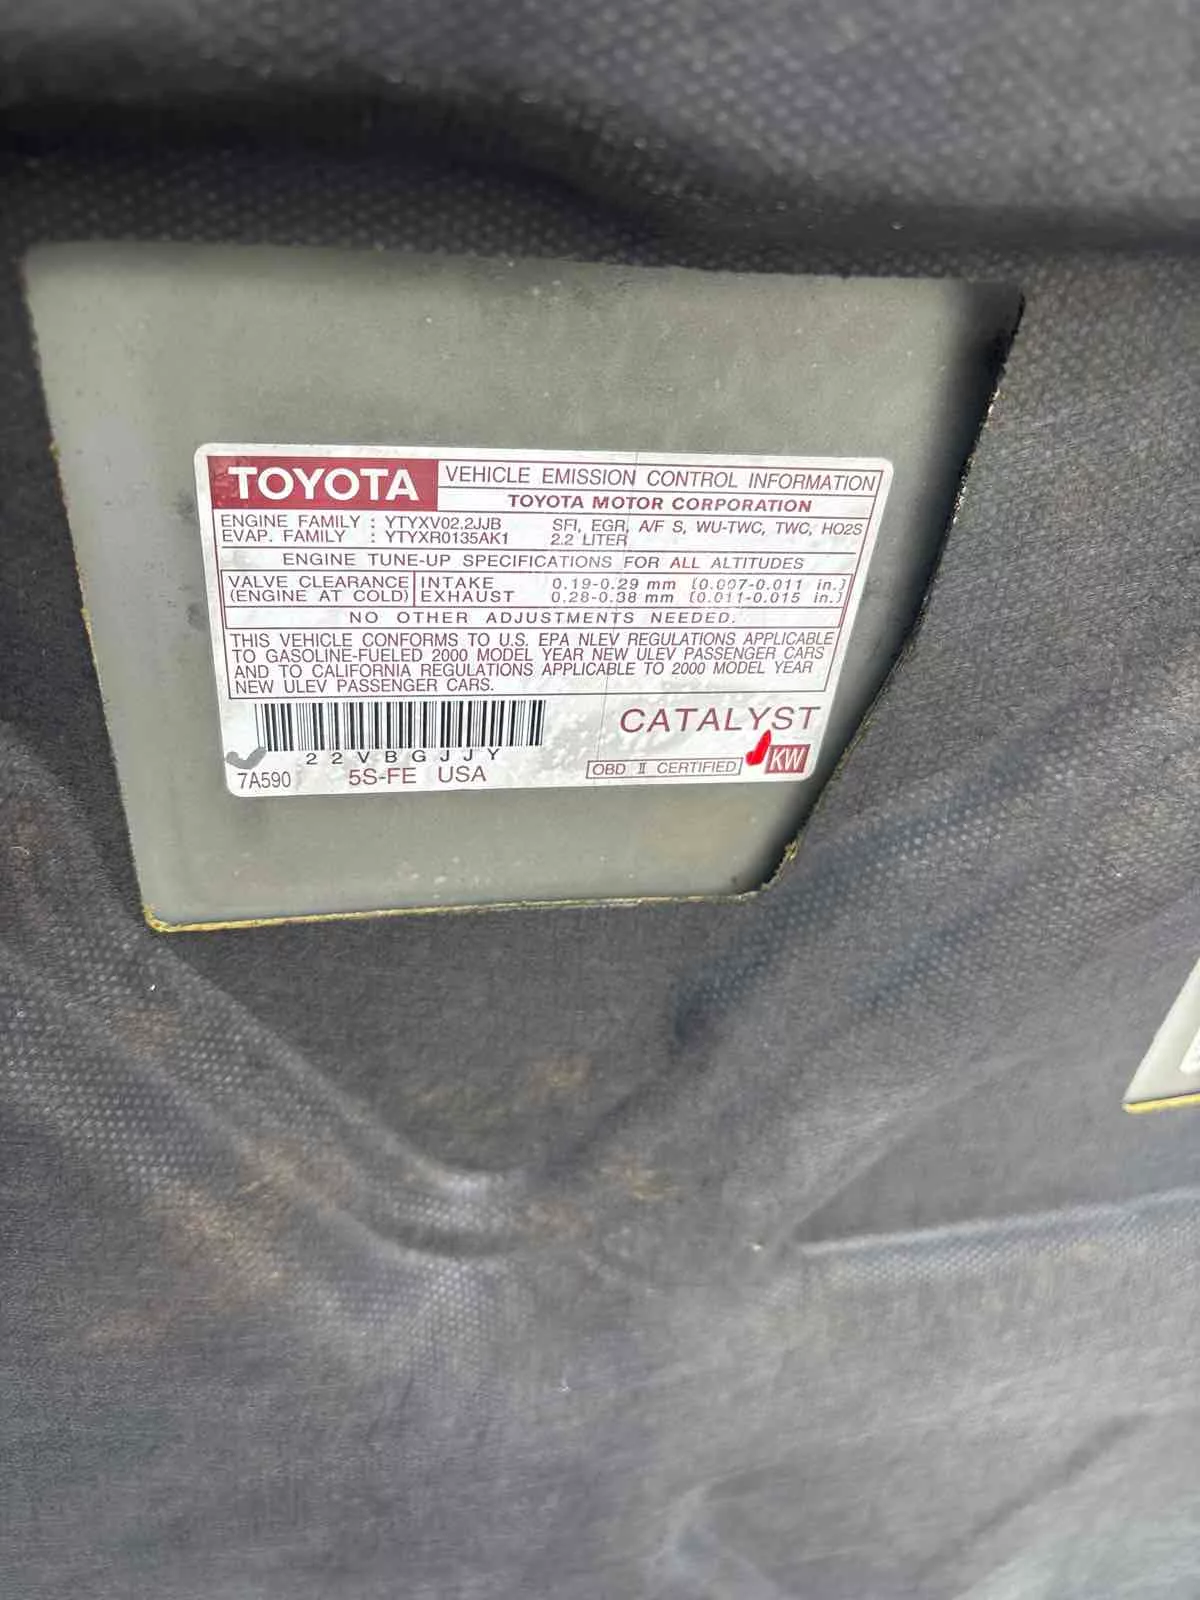 TOYOTA VEHICLE EMISSION CONTROL INFORMATION
TOYOTA MOTOR CORPORATION
ENGINE FAMILY : YTYXV02.2JJB SFI, EGR, A/F S, WU-TWC, TWC, HO2S
EVAP. FAMILY : YTYXR0135AK1 2.2 LITER
ENGINE TUNE-UP SPECIFICATIONS FOR ALL ALTITUDES
VALVE CLEARANCE INTAKE 0.19-0.29 mm (0.007-0.011 in.)
(ENGINE AT COLD) EXHAUST 0.28-0.38 mm (0.011-0.015 in.)
NO OTHER ADJUSTMENTS NEEDED.
THIS VEHICLE CONFORMS TO U.S. EPA NLEV REGULATIONS APPLICABLE
TO GASOLINE-FUELED 2000 MODEL YEAR NEW ULEV PASSENGER CARS
AND TO CALIFORNIA REGULATIONS APPLICABLE TO 2000 MODEL YEAR
NEW ULEV PASSENGER CARS.
CATALYST
22VBGJJY
OBD II CERTIFIED KW
7A590 5S-FE USA